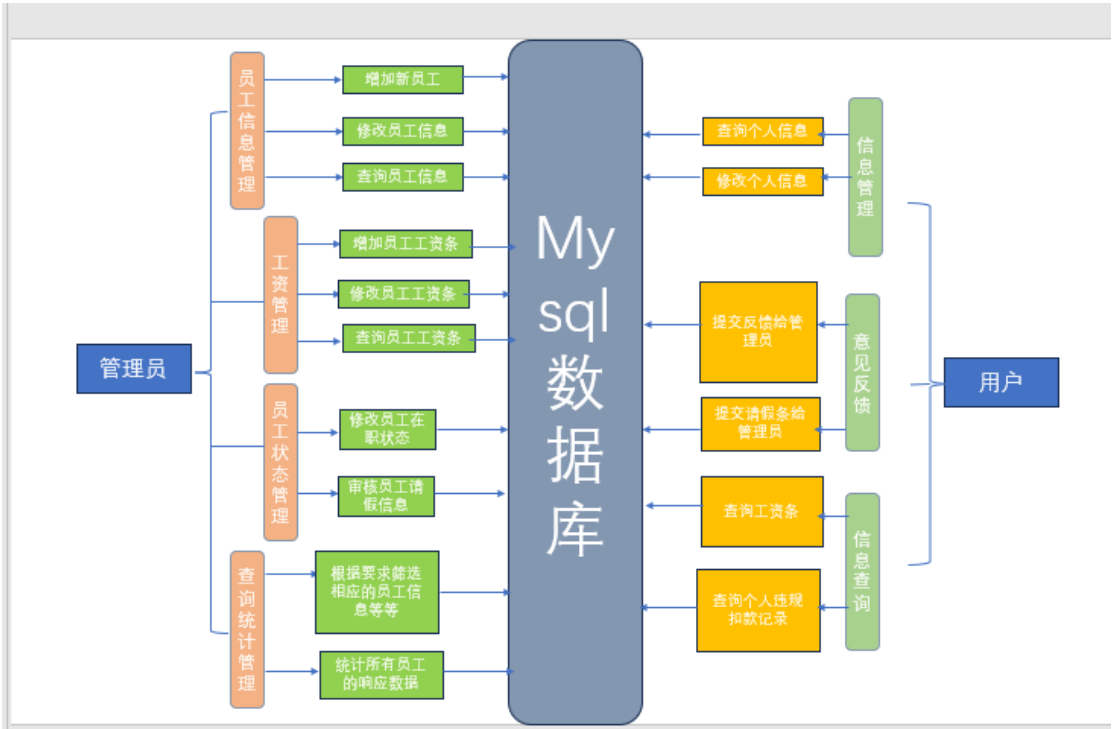 管理员
员工信息管理
增加新员工
修改员工信息
查询员工信息
工资管理
增加员工工资条
修改员工工资条
查询员工工资条
员工状态管理
修改员工在
职状态
审核员工请
假信息
查询统计管理
根据要求筛选
相应的员工信
息等等
统计所有员工
的响应数据
My
sql
数
据
库
查询个人信息
修改个人信息
信息管理
提交反馈给管
理员
提交请假条给
管理员
意见反馈
查询工资条
查询个人违规
扣款记录
信息查询
用户